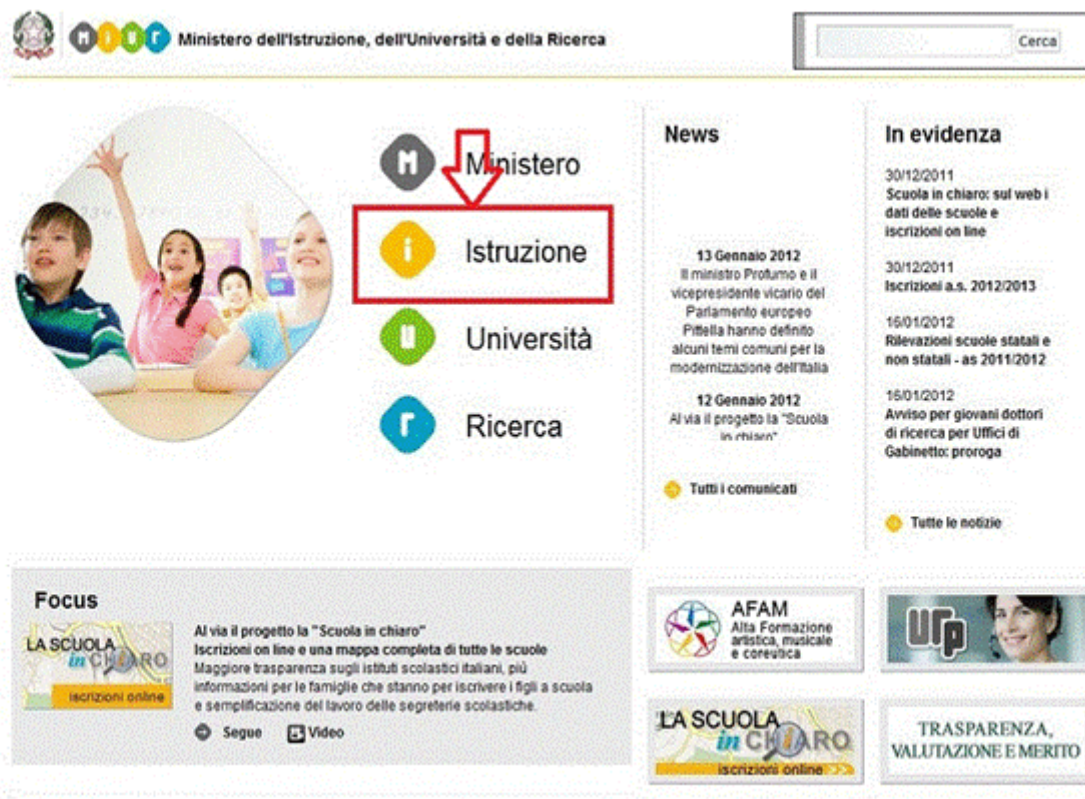 MIUr Ministero dell'Istruzione, dell'Università e della Ricerca
Cerca
M Ministero
i Istruzione
U Università
r Ricerca
News
13 Gennaio 2012
Il ministro Profumo e il
vicepresidente vicario del
Parlamento europeo
Pittella hanno definito
alcuni temi comuni per la
modernizzazione dell'Italia
12 Gennaio 2012
Al via il progetto la "Scuola
in chiaro"
Tutti i comunicati
In evidenza
30/12/2011
Scuola in chiaro: sul web i
dati delle scuole e
iscrizioni on line
30/12/2011
Iscrizioni a.s. 2012/2013
16/01/2012
Rilevazioni scuole statali e
non statali - as 2011/2012
16/01/2012
Avviso per giovani dottori
di ricerca per Uffici di
Gabinetto: proroga
Tutte le notizie
Focus
LA SCUOLA
in CHiARO
iscrizioni online
Al via il progetto la "Scuola in chiaro"
Iscrizioni on line e una mappa completa di tutte le scuole
Maggiore trasparenza sugli istituti scolastici italiani, più
informazioni per le famiglie che stanno per iscrivere i figli a scuola
e semplificazione del lavoro delle segreterie scolastiche.
Segue Video
AFAM
Alta Formazione
artistica, musicale
e coreutica
urp
LA SCUOLA
in CHiARO
iscrizioni online
TRASPARENZA,
VALUTAZIONE E MERITO